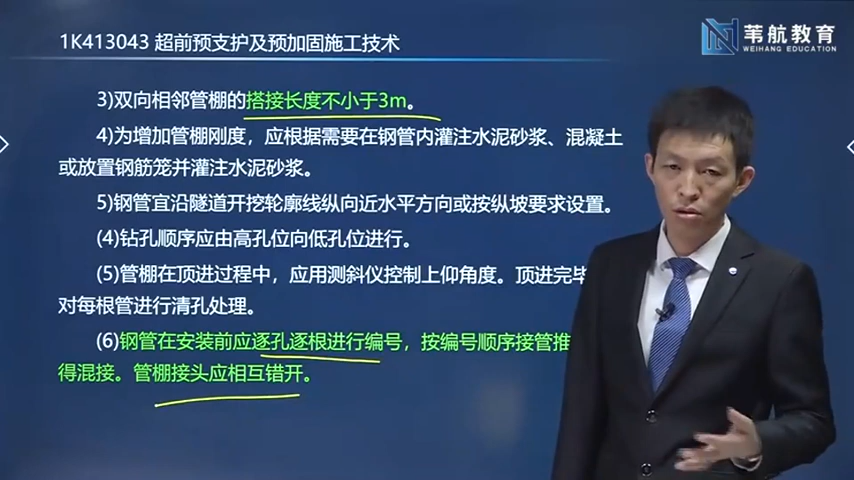 1K413043 超前预支护及预加固施工技术
苇航教育
WEIHANG EDUCATION
3)双向相邻管棚的搭接长度不小于3m。
4)为增加管棚刚度，应根据需要在钢管内灌注水泥砂浆、混凝土
或放置钢筋笼并灌注水泥砂浆。
5)钢管宜沿隧道开挖轮廓线纵向近水平方向或按纵坡要求设置。
(4)钻孔顺序应由高孔位向低孔位进行。
(5)管棚在顶进过程中，应用测斜仪控制上仰角度。顶进完毕
对每根管进行清孔处理。
(6)钢管在安装前应逐孔逐根进行编号，按编号顺序接管推
得混接。管棚接头应相互错开。